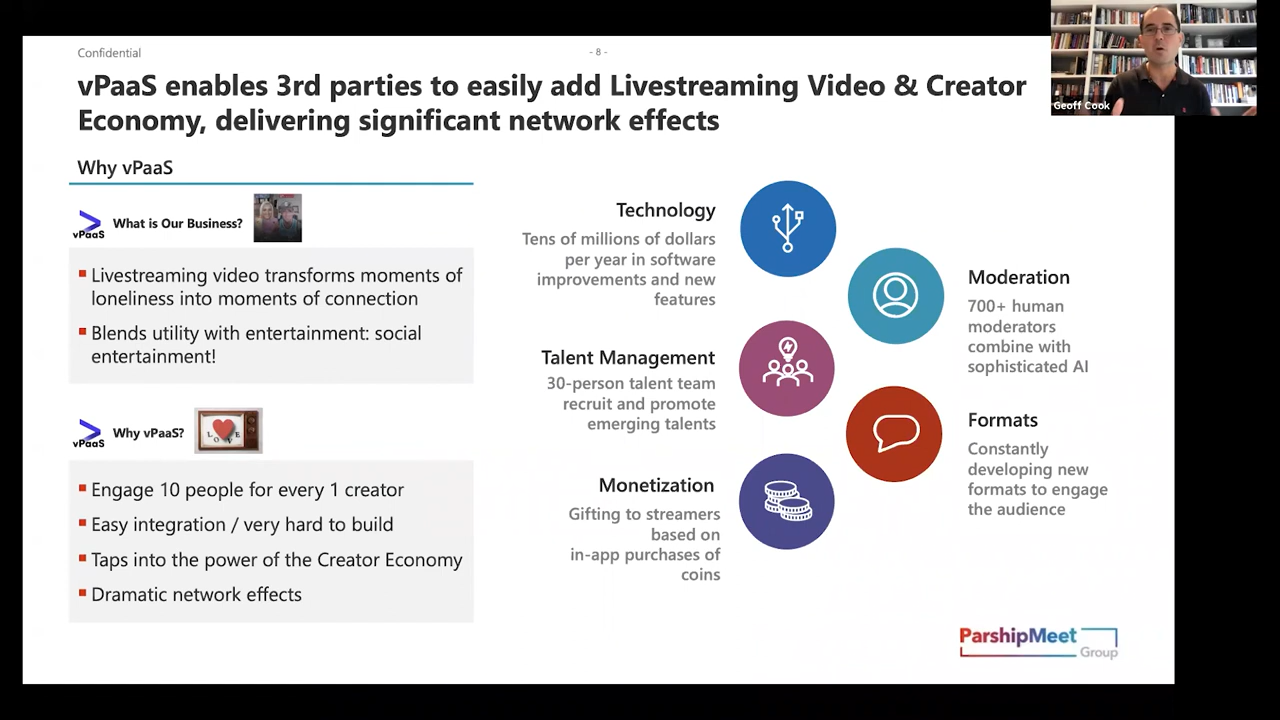 Confidential
- 8 -
vPaaS enables 3rd parties to easily add Livestreaming Video & Creator
Economy, delivering significant network effects
Geoff Cook
Why vPaaS
vPaaS
What is Our Business?
Livestreaming video transforms moments of
loneliness into moments of connection
Blends utility with entertainment: social
entertainment!
vPaaS
Why vPaaS?
LOVE
Engage 10 people for every 1 creator
Easy integration / very hard to build
Taps into the power of the Creator Economy
Dramatic network effects
Technology
Tens of millions of dollars
per year in software
improvements and new
features
Moderation
700+ human
moderators
combine with
sophisticated AI
Talent Management
30-person talent team
recruit and promote
emerging talents
Formats
Constantly
developing new
formats to engage
the audience
Monetization
Gifting to streamers
based on
in-app purchases of
coins
ParshipMeet
Group